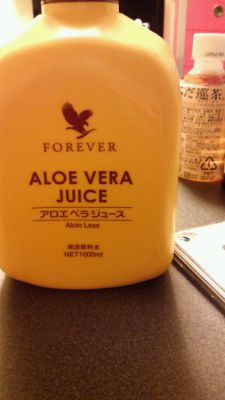 FOREVER
ALOE VERA
JUICE
アロエベラジュース
Aloin Less
清涼飲料水
NET1000ml
だ巡茶